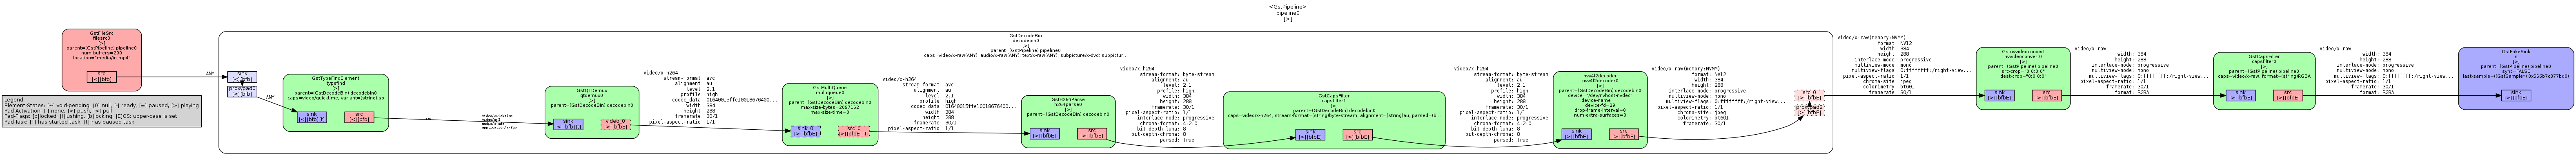 <GstPipeline>
pipeline0
[>]
GstFileSrc
filesrc0
[>]
parent=(GstPipeline) pipeline0
num-buffers=200
location="media/in.mp4"
src
[<][bfb]
ANY
Legend
Element-States: [~] void-pending, [0] null, [-] ready, [=] paused, [>] playing
Pad-Activation: [-] none, [>] push, [<] pull
Pad-Flags: [b]locked, [f]lushing, [b]locking, [E]OS; upper-case is set
Pad-Task: [T] has started task, [t] has paused task
GstDecodeBin
decodebin0
[>]
parent=(GstPipeline) pipeline0
caps=video/x-raw(ANY); audio/x-raw(ANY); text/x-raw(ANY); subpicture/x-dvd; subpictur...
sink
[<][bfb]
proxypad0
[<][bfb]
ANY
GstTypeFindElement
typefind
[>]
parent=(GstDecodeBin) decodebin0
caps=video/quicktime, variant=(string)iso
sink
[<][bfb][t]
src
[<][bfb]
ANY
video/quicktime
video/mj2
audio/x-m4a
application/x-3gp
GstQTDemux
qtdemux0
[>]
parent=(GstDecodeBin) decodebin0
sink
[<][bfb][T]
video_0
[>][bfbE]
video/x-h264
stream-format: avc
alignment: au
level: 2.1
profile: high
codec_data: 01640015ffe10018676400...
width: 384
height: 288
framerate: 30/1
pixel-aspect-ratio: 1/1
GstMultiQueue
multiqueue0
[>]
parent=(GstDecodeBin) decodebin0
max-size-bytes=2097152
max-size-time=0
sink_0
[>][bfbE]
src_0
[>][bfbE][t]
video/x-h264
stream-format: avc
alignment: au
level: 2.1
profile: high
codec_data: 01640015ffe10018676400...
width: 384
height: 288
framerate: 30/1
pixel-aspect-ratio: 1/1
GstH264Parse
h264parse0
[>]
parent=(GstDecodeBin) decodebin0
sink
[>][bfbE]
src
[>][bfbE]
video/x-h264
stream-format: byte-stream
alignment: au
level: 2.1
profile: high
width: 384
height: 288
framerate: 30/1
pixel-aspect-ratio: 1/1
interlace-mode: progressive
chroma-format: 4:2:0
bit-depth-luma: 8
bit-depth-chroma: 8
parsed: true
GstCapsFilter
capsfilter1
[>]
parent=(GstDecodeBin) decodebin0
caps=video/x-h264, stream-format=(string)byte-stream, alignment=(string)au, parsed=(b...
sink
[>][bfbE]
src
[>][bfbE]
video/x-h264
stream-format: byte-stream
alignment: au
level: 2.1
profile: high
width: 384
height: 288
framerate: 30/1
pixel-aspect-ratio: 1/1
interlace-mode: progressive
chroma-format: 4:2:0
bit-depth-luma: 8
bit-depth-chroma: 8
parsed: true
nvv4l2decoder
nvv4l2decoder0
[>]
parent=(GstDecodeBin) decodebin0
device="/dev/nvhost-nvdec"
device-name=""
device-fd=29
drop-frame-interval=0
num-extra-surfaces=0
sink
[>][bfbE]
src
[>][bfbE]
video/x-raw(memory:NVMM)
format: NV12
width: 384
height: 288
interlace-mode: progressive
multiview-mode: mono
multiview-flags: 0:ffffffff:/right-view...
pixel-aspect-ratio: 1/1
chroma-site: jpeg
colorimetry: bt601
framerate: 30/1
src_0
[>][bfbE]
proxypad2
[>][bfbE]
video/x-raw(memory:NVMM)
format: NV12
width: 384
height: 288
interlace-mode: progressive
multiview-mode: mono
multiview-flags: 0:ffffffff:/right-view...
pixel-aspect-ratio: 1/1
chroma-site: jpeg
colorimetry: bt601
framerate: 30/1
Gstnvvideoconvert
nvvideoconvert0
[>]
parent=(GstPipeline) pipeline0
src-crop="0:0:0:0"
dest-crop="0:0:0:0"
sink
[>][bfbE]
src
[>][bfbE]
video/x-raw
width: 384
height: 288
interlace-mode: progressive
multiview-mode: mono
multiview-flags: 0:ffffffff:/right-view...
pixel-aspect-ratio: 1/1
framerate: 30/1
format: RGBA
GstCapsFilter
capsfilter0
[>]
parent=(GstPipeline) pipeline0
caps=video/x-raw, format=(string)RGBA
sink
[>][bfbE]
src
[>][bfbE]
video/x-raw
width: 384
height: 288
interlace-mode: progressive
multiview-mode: mono
multiview-flags: 0:ffffffff:/right-view...
pixel-aspect-ratio: 1/1
framerate: 30/1
format: RGBA
GstFakeSink
s
[>]
parent=(GstPipeline) pipeline0
sync=FALSE
sink
[>][bfbE]